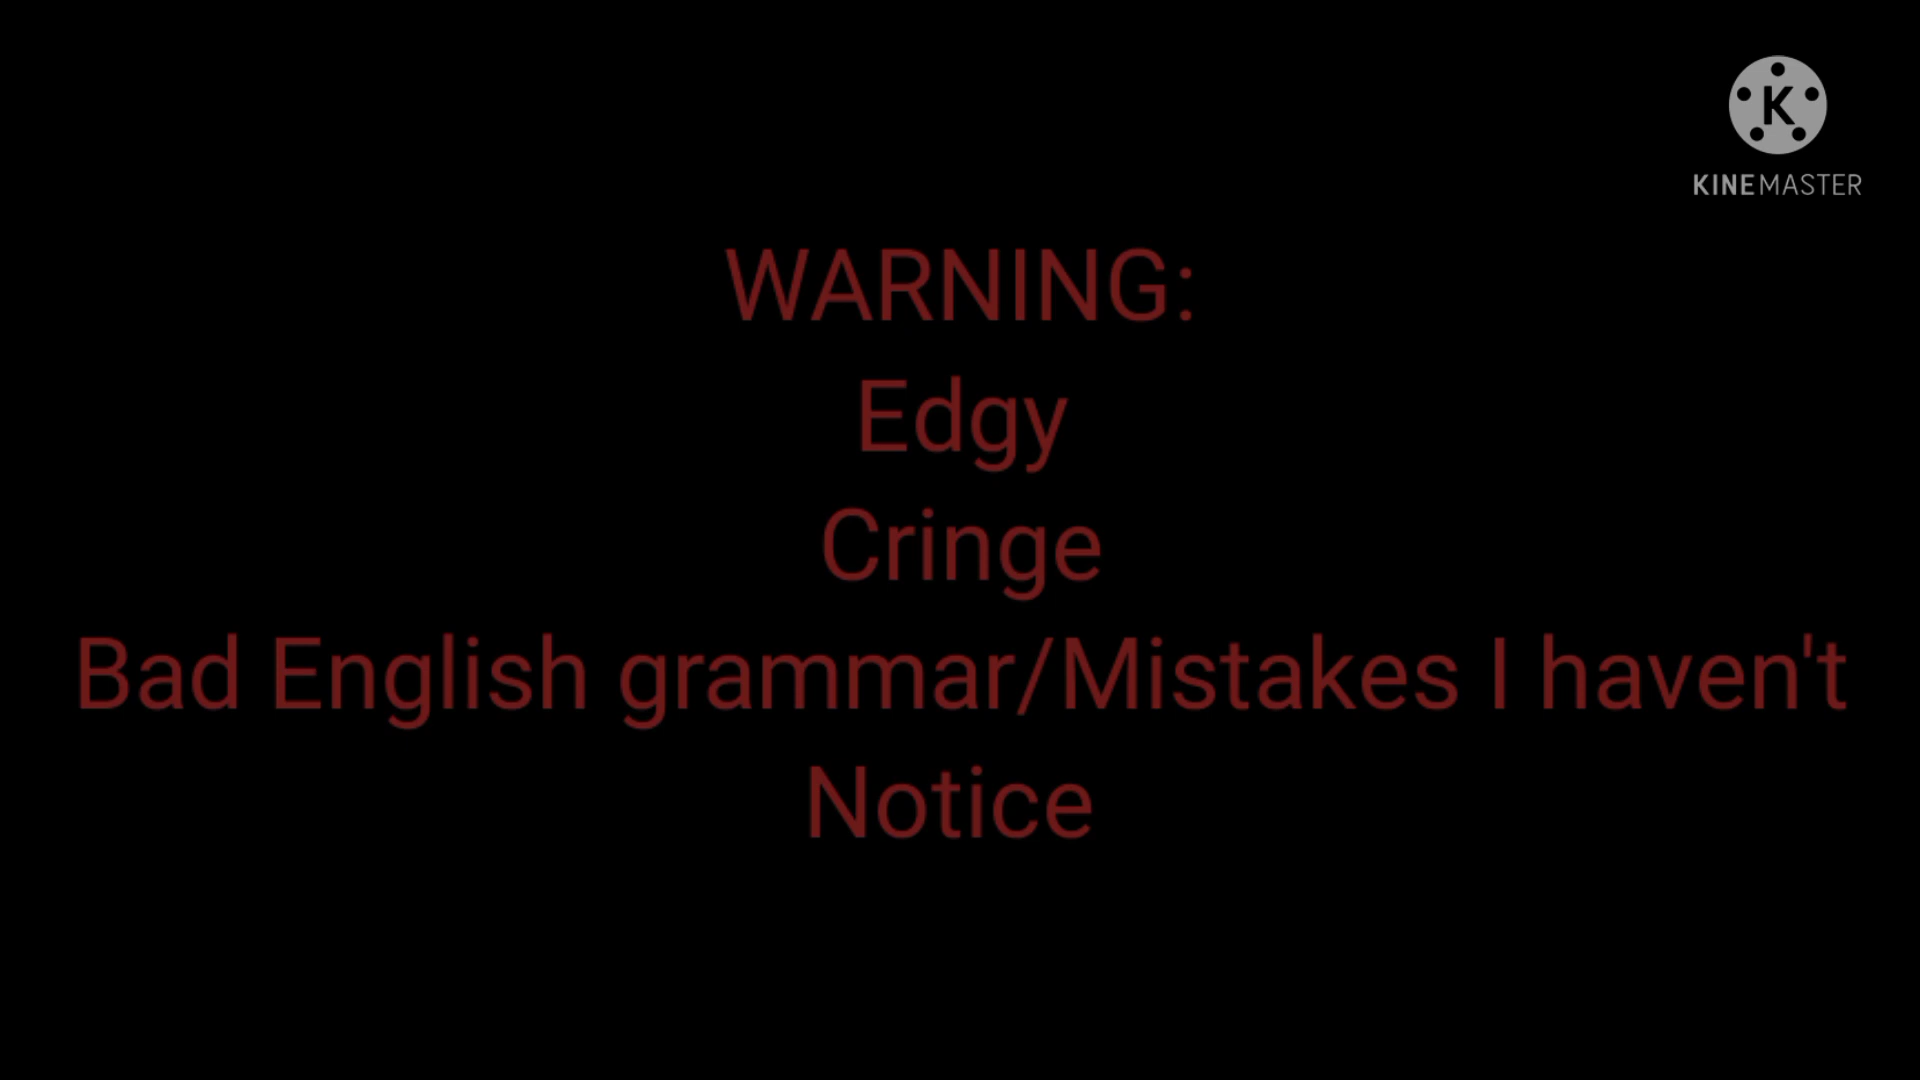 K
KINEMASTER
WARNING:
Edgy
Cringe
Bad English grammar/Mistakes I haven't
Notice